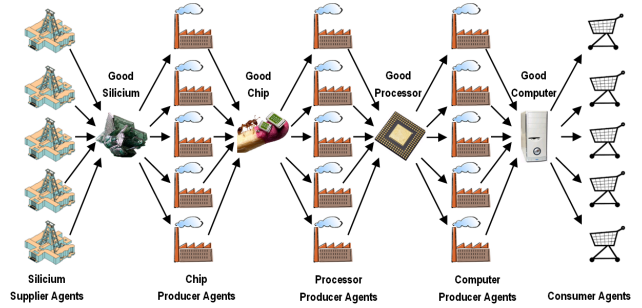 Good
Silicium
Good
Chip
Good
Processor
Good
Computer
Silicium
Supplier Agents
Chip
Producer Agents
Processor
Producer Agents
Computer
Producer Agents
Consumer Agents